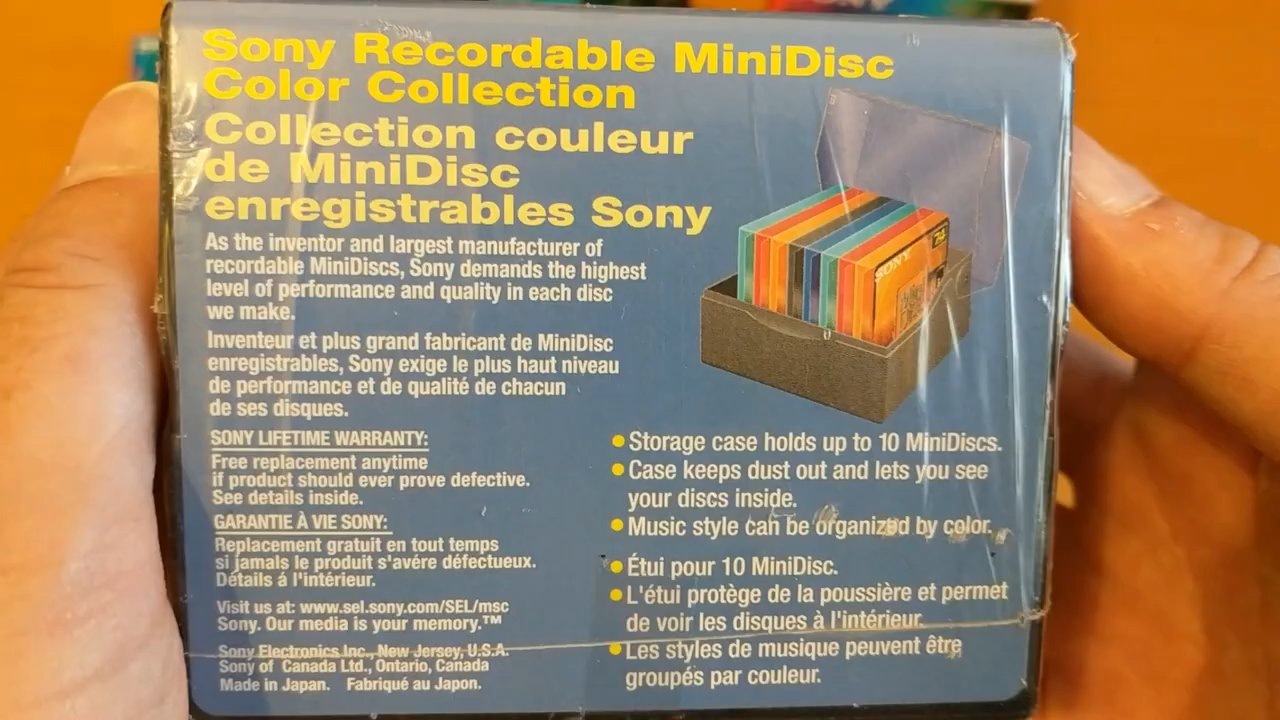 Sony Recordable MiniDisc
Color Collection
Collection couleur
de MiniDisc
enregistrables Sony
As the inventor and largest manufacturer of
recordable MiniDiscs, Sony demands the highest
level of performance and quality in each disc
we make.
Inventeur et plus grand fabricant de MiniDisc
enregistrables, Sony exige le plus haut niveau
de performance et de qualité de chacun
de ses disques.
SONY LIFETIME WARRANTY:
Free replacement anytime
if product should ever prove defective.
See details inside.
GARANTIE À VIE SONY:
Replacement gratuit en tout temps
si jamais le produit s'avére défectueux.
Détails á l'intérieur.
Visit us at: www.sel.sony.com/SEL/msc
Sony. Our media is your memory.™
Sony Electronics Inc., New Jersey, U.S.A.
Sony of Canada Ltd., Ontario, Canada
Made in Japan. Fabriqué au Japon.
SONY
74
• Storage case holds up to 10 MiniDiscs.
• Case keeps dust out and lets you see
your discs inside.
• Music style can be organized by color.
• Étui pour 10 MiniDisc.
• L'étui protège de la poussière et permet
de voir les disques à l'intérieur.
• Les styles de musique peuvent être
groupés par couleur.